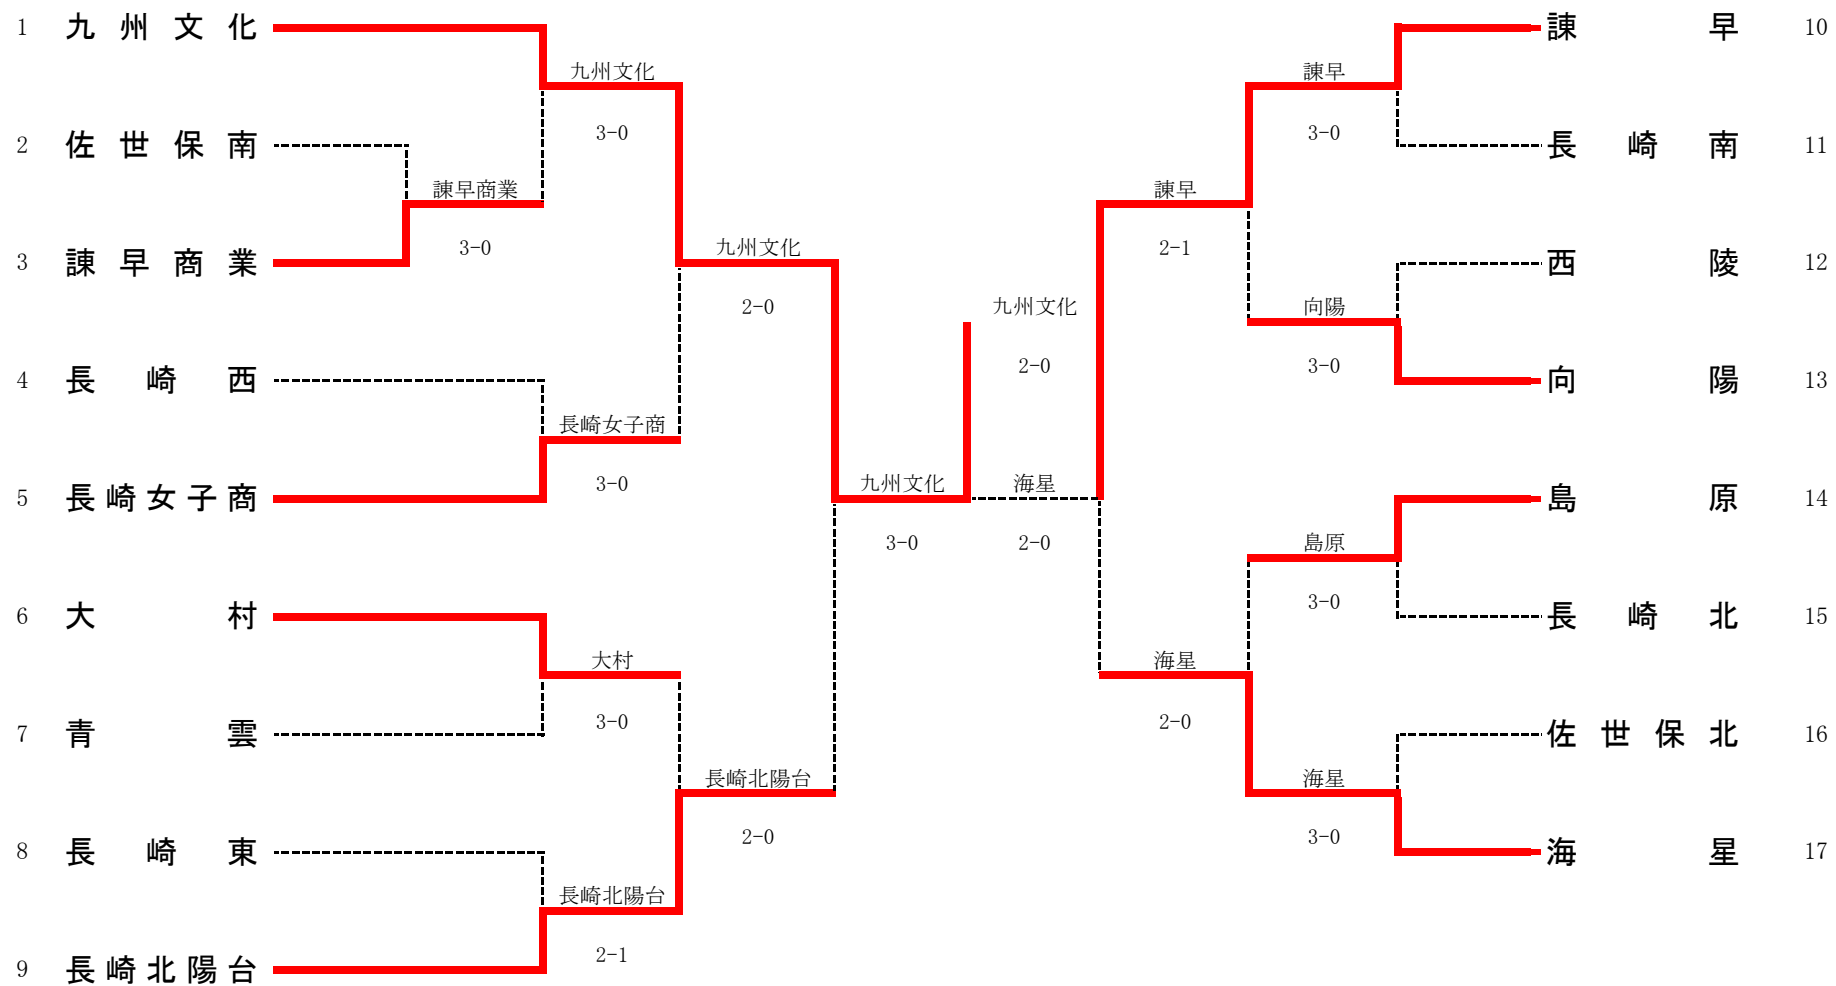 1 九州文化
九州文化
3-0
2 佐世保南
諫早商業
3-0
3 諫早商業
九州文化
2-0
4 長崎西
長崎女子商
3-0
5 長崎女子商
九州文化
3-0
6 大村
大村
3-0
7 青雲
長崎北陽台
2-0
8 長崎東
長崎北陽台
2-1
9 長崎北陽台
九州文化
2-0
海星
2-0
諫早 10
諫早
3-0
長崎南 11
諫早
2-1
西陵 12
向陽
3-0
向陽 13
島原 14
島原
3-0
長崎北 15
海星
2-0
佐世保北 16
海星
3-0
海星 17